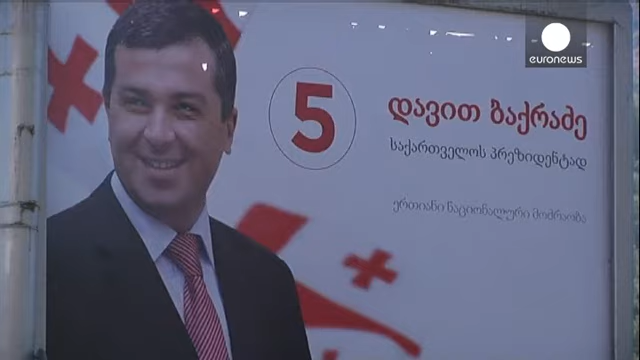 euronews
5
დავით ბაქრაძე
საქართველოს პრეზიდენტად
ერთიანი ნაციონალური მოძრაობა